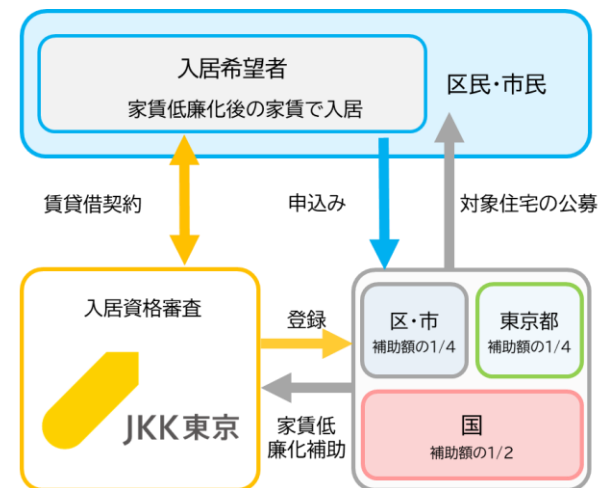 入居希望者
家賃低廉化後の家賃で入居
区民・市民
賃貸借契約
申込み
対象住宅の公募
入居資格審査
JKK東京
登録
家賃低
廉化補助
区・市
補助額の1/4
東京都
補助額の1/4
国
補助額の1/2